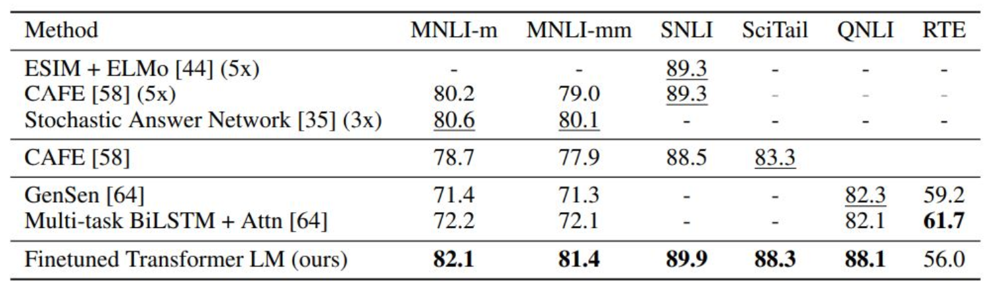 Method MNLI-m MNLI-mm SNLI SciTail QNLI RTE
ESIM + ELMo [44] (5x) - - 89.3 - - -
CAFE [58] (5x) 80.2 79.0 89.3 - - -
Stochastic Answer Network [35] (3x) 80.6 80.1 - - - -
CAFE [58] 78.7 77.9 88.5 83.3
GenSen [64] 71.4 71.3 - - 82.3 59.2
Multi-task BiLSTM + Attn [64] 72.2 72.1 - - 82.1 61.7
Finetuned Transformer LM (ours) 82.1 81.4 89.9 88.3 88.1 56.0